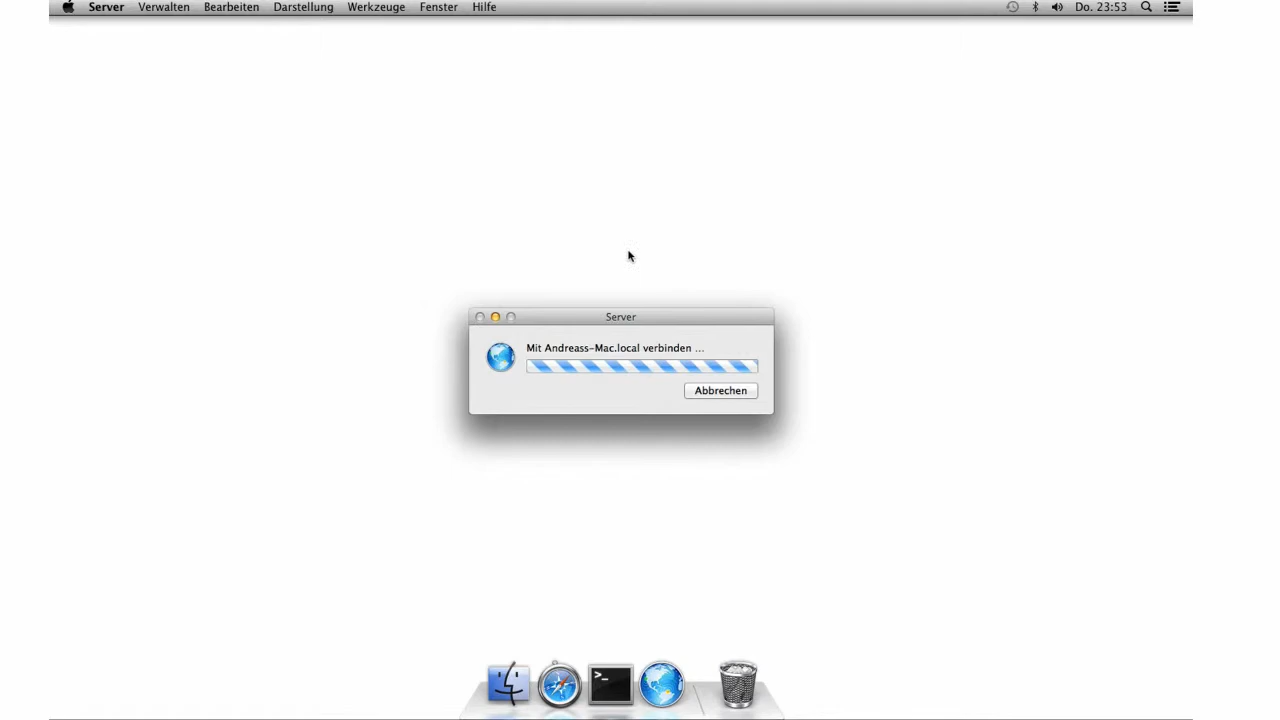 Server Verwalten Bearbeiten Darstellung Werkzeuge Fenster Hilfe Do. 23:53
Server
Mit Andreass-Mac.local verbinden ...
Abbrechen
>_